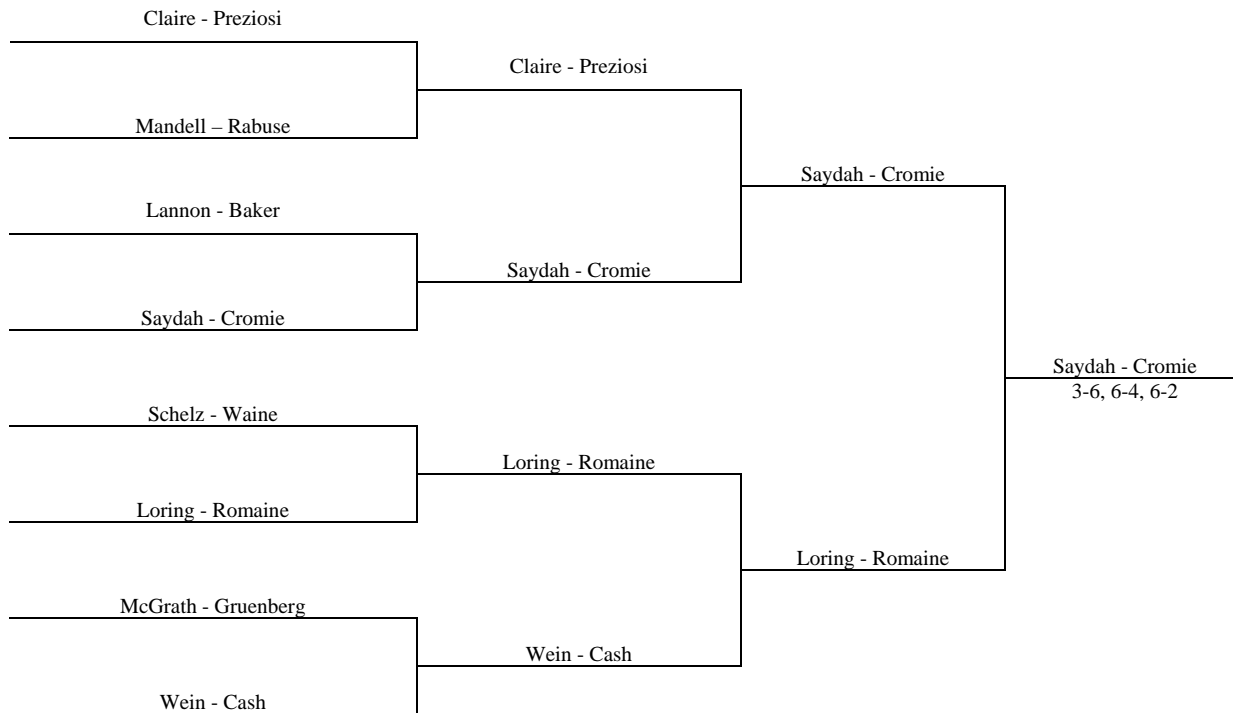 Claire - Preziosi
Claire - Preziosi
Mandell – Rabuse
Saydah - Cromie
Lannon - Baker
Saydah - Cromie
Saydah - Cromie
Saydah - Cromie
3-6, 6-4, 6-2
Schelz - Waine
Loring - Romaine
Loring - Romaine
Loring - Romaine
McGrath - Gruenberg
Wein - Cash
Wein - Cash